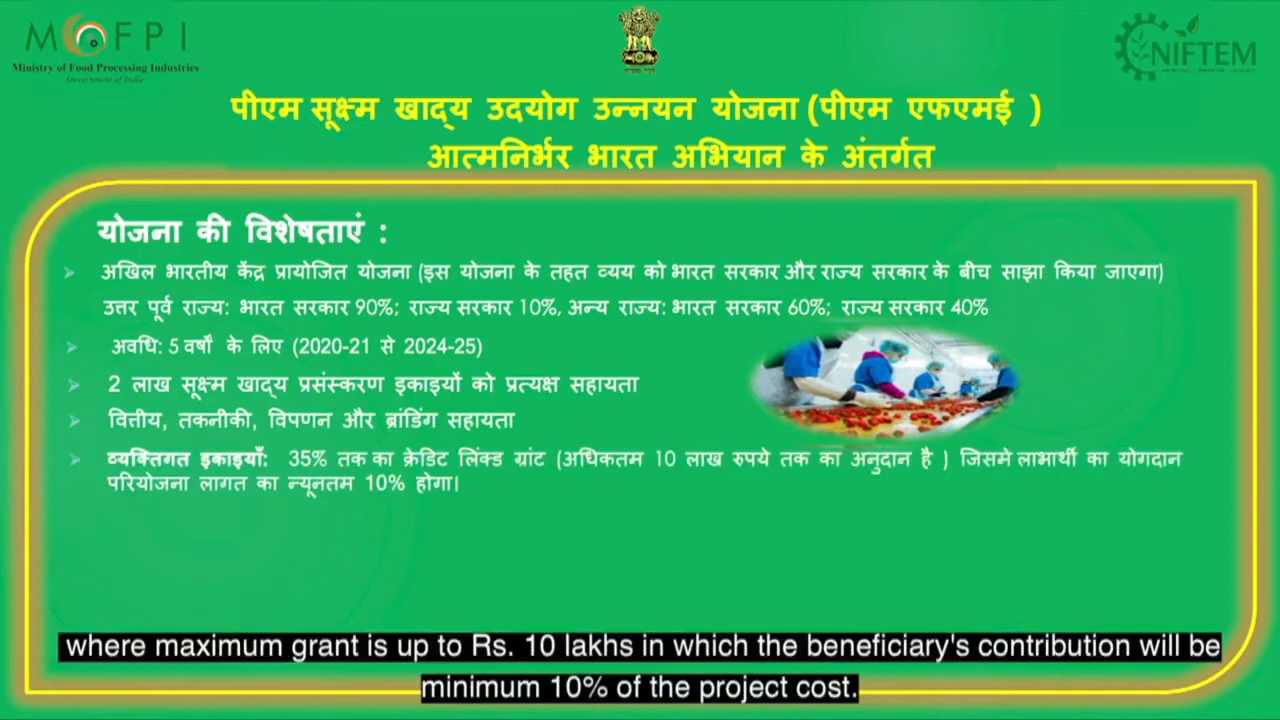 MOFPI
Ministry of Food Processing Industries
Government of India
NIFTEM
पीएम सूक्ष्म खाद्य उदयोग उन्नयन योजना (पीएम एफएमई )
आत्मनिर्भर भारत अभियान के अंतर्गत
योजना की विशेषताएं :
अखिल भारतीय केंद्र प्रायोजित योजना (इस योजना के तहत व्यय को भारत सरकार और राज्य सरकार के बीच साझा किया जाएगा)
उत्तर पूर्व राज्य: भारत सरकार 90%; राज्य सरकार 10%, अन्य राज्य: भारत सरकार 60%; राज्य सरकार 40%
अवधि: 5 वर्षों के लिए (2020-21 से 2024-25)
2 लाख सूक्ष्म खाद्य प्रसंस्करण इकाइयों को प्रत्यक्ष सहायता
वित्तीय, तकनीकी, विपणन और ब्रांडिंग सहायता
व्यक्तिगत इकाइयाँ: 35% तक का क्रेडिट लिंक्ड ग्रांट (अधिकतम 10 लाख रुपये तक का अनुदान है ) जिसमे लाभार्थी का योगदान
परियोजना लागत का न्यूनतम 10% होगा।
where maximum grant is up to Rs. 10 lakhs in which the beneficiary's contribution will be
minimum 10% of the project cost.